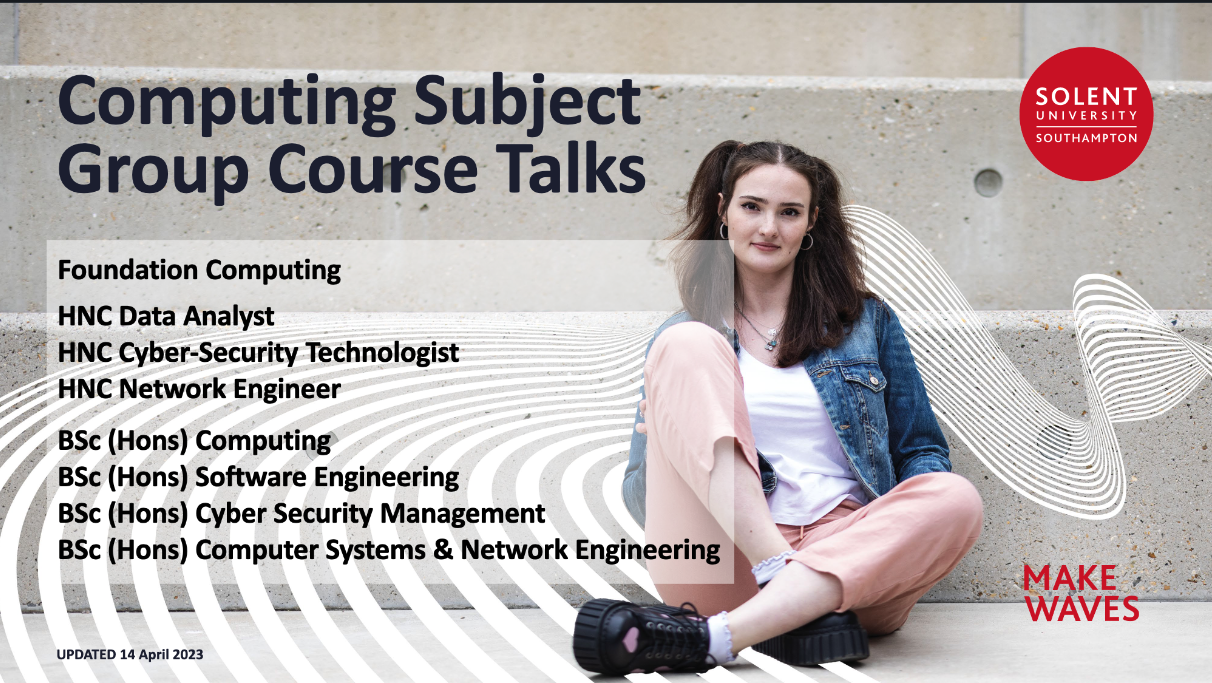 Computing Subject
Group Course Talks
SOLENT
UNIVERSITY
SOUTHAMPTON
Foundation Computing
HNC Data Analyst
HNC Cyber-Security Technologist
HNC Network Engineer
BSc (Hons) Computing
BSc (Hons) Software Engineering
BSc (Hons) Cyber Security Management
BSc (Hons) Computer Systems & Network Engineering
MAKE
WAVES
UPDATED 14 April 2023